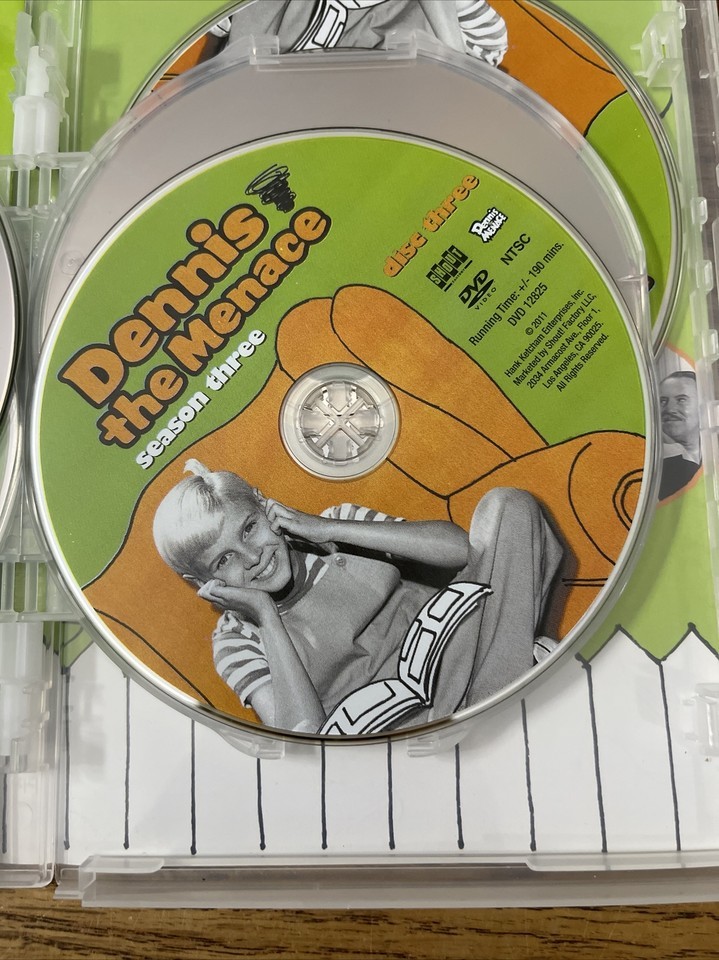 Dennis
the Menace
season three
disc three
Dennis
the
MENACE
DVD
VIDEO
NTSC
Running Time: +/- 190 mins.
DVD 12825
© 2011
Hank Ketcham Enterprises, Inc.
Marketed by Shout! Factory LLC,
2034 Armacost Ave., Floor 1,
Los Angeles, CA 90025.
All Rights Reserved.